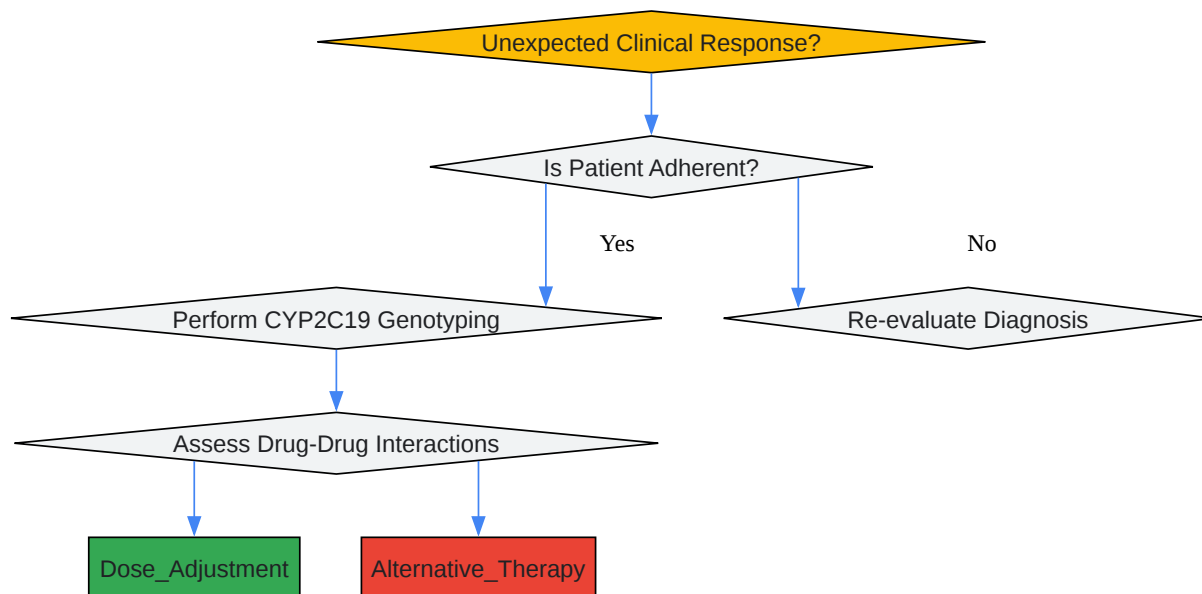 Unexpected Clinical Response?
Is Patient Adherent?
Yes
No
Perform CYP2C19 Genotyping
Re-evaluate Diagnosis
Assess Drug-Drug Interactions
Dose_Adjustment
Alternative_Therapy